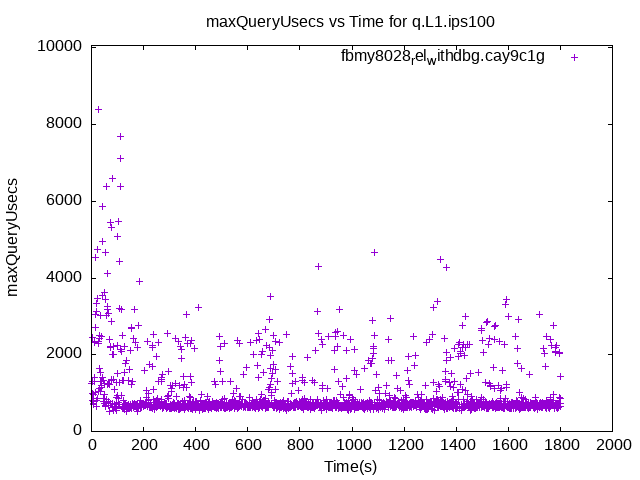 maxQueryUsecs vs Time for q.L1.ips100
10000
8000
6000
4000
2000
0
maxQueryUsecs
fbmy8028relwithdbg.cay9c1g
0 200 400 600 800 1000 1200 1400 1600 1800 2000
Time(s)